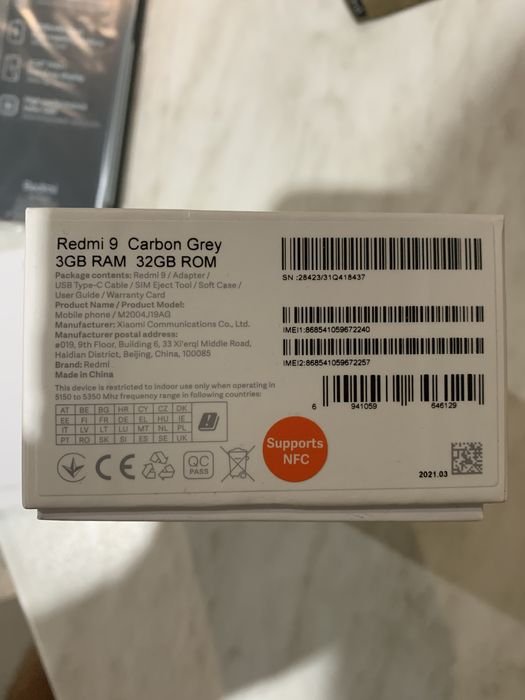 Redmi
Redmi 9 Carbon Grey
3GB RAM 32GB ROM
Package contents: Redmi 9 / Adapter /
USB Type-C Cable / SIM Eject Tool / Soft Case /
User Guide / Warranty Card
Product Name / Product Model:
Mobile phone / M2004J19AG
Manufacturer: Xiaomi Communications Co., Ltd.
Manufacturer postal address:
#019, 9th Floor, Building 6, 33 Xi'erqi Middle Road,
Haidian District, Beijing, China, 100085
Brand: Redmi
Made in China
This device is restricted to indoor use only when operating in
5150 to 5350 Mhz frequency range in following countries:
AT BE BG HR CY CZ DK
EE FI FR DE EL HU IE
IT LV LT LU MT NL PL
PT RO SK SI ES SE UK
CE
QC
PASS
Supports
NFC
SN :28423/31Q418437
IMEI1:868541059672240
IMEI2:868541059672257
6 941059 646129
2021.03